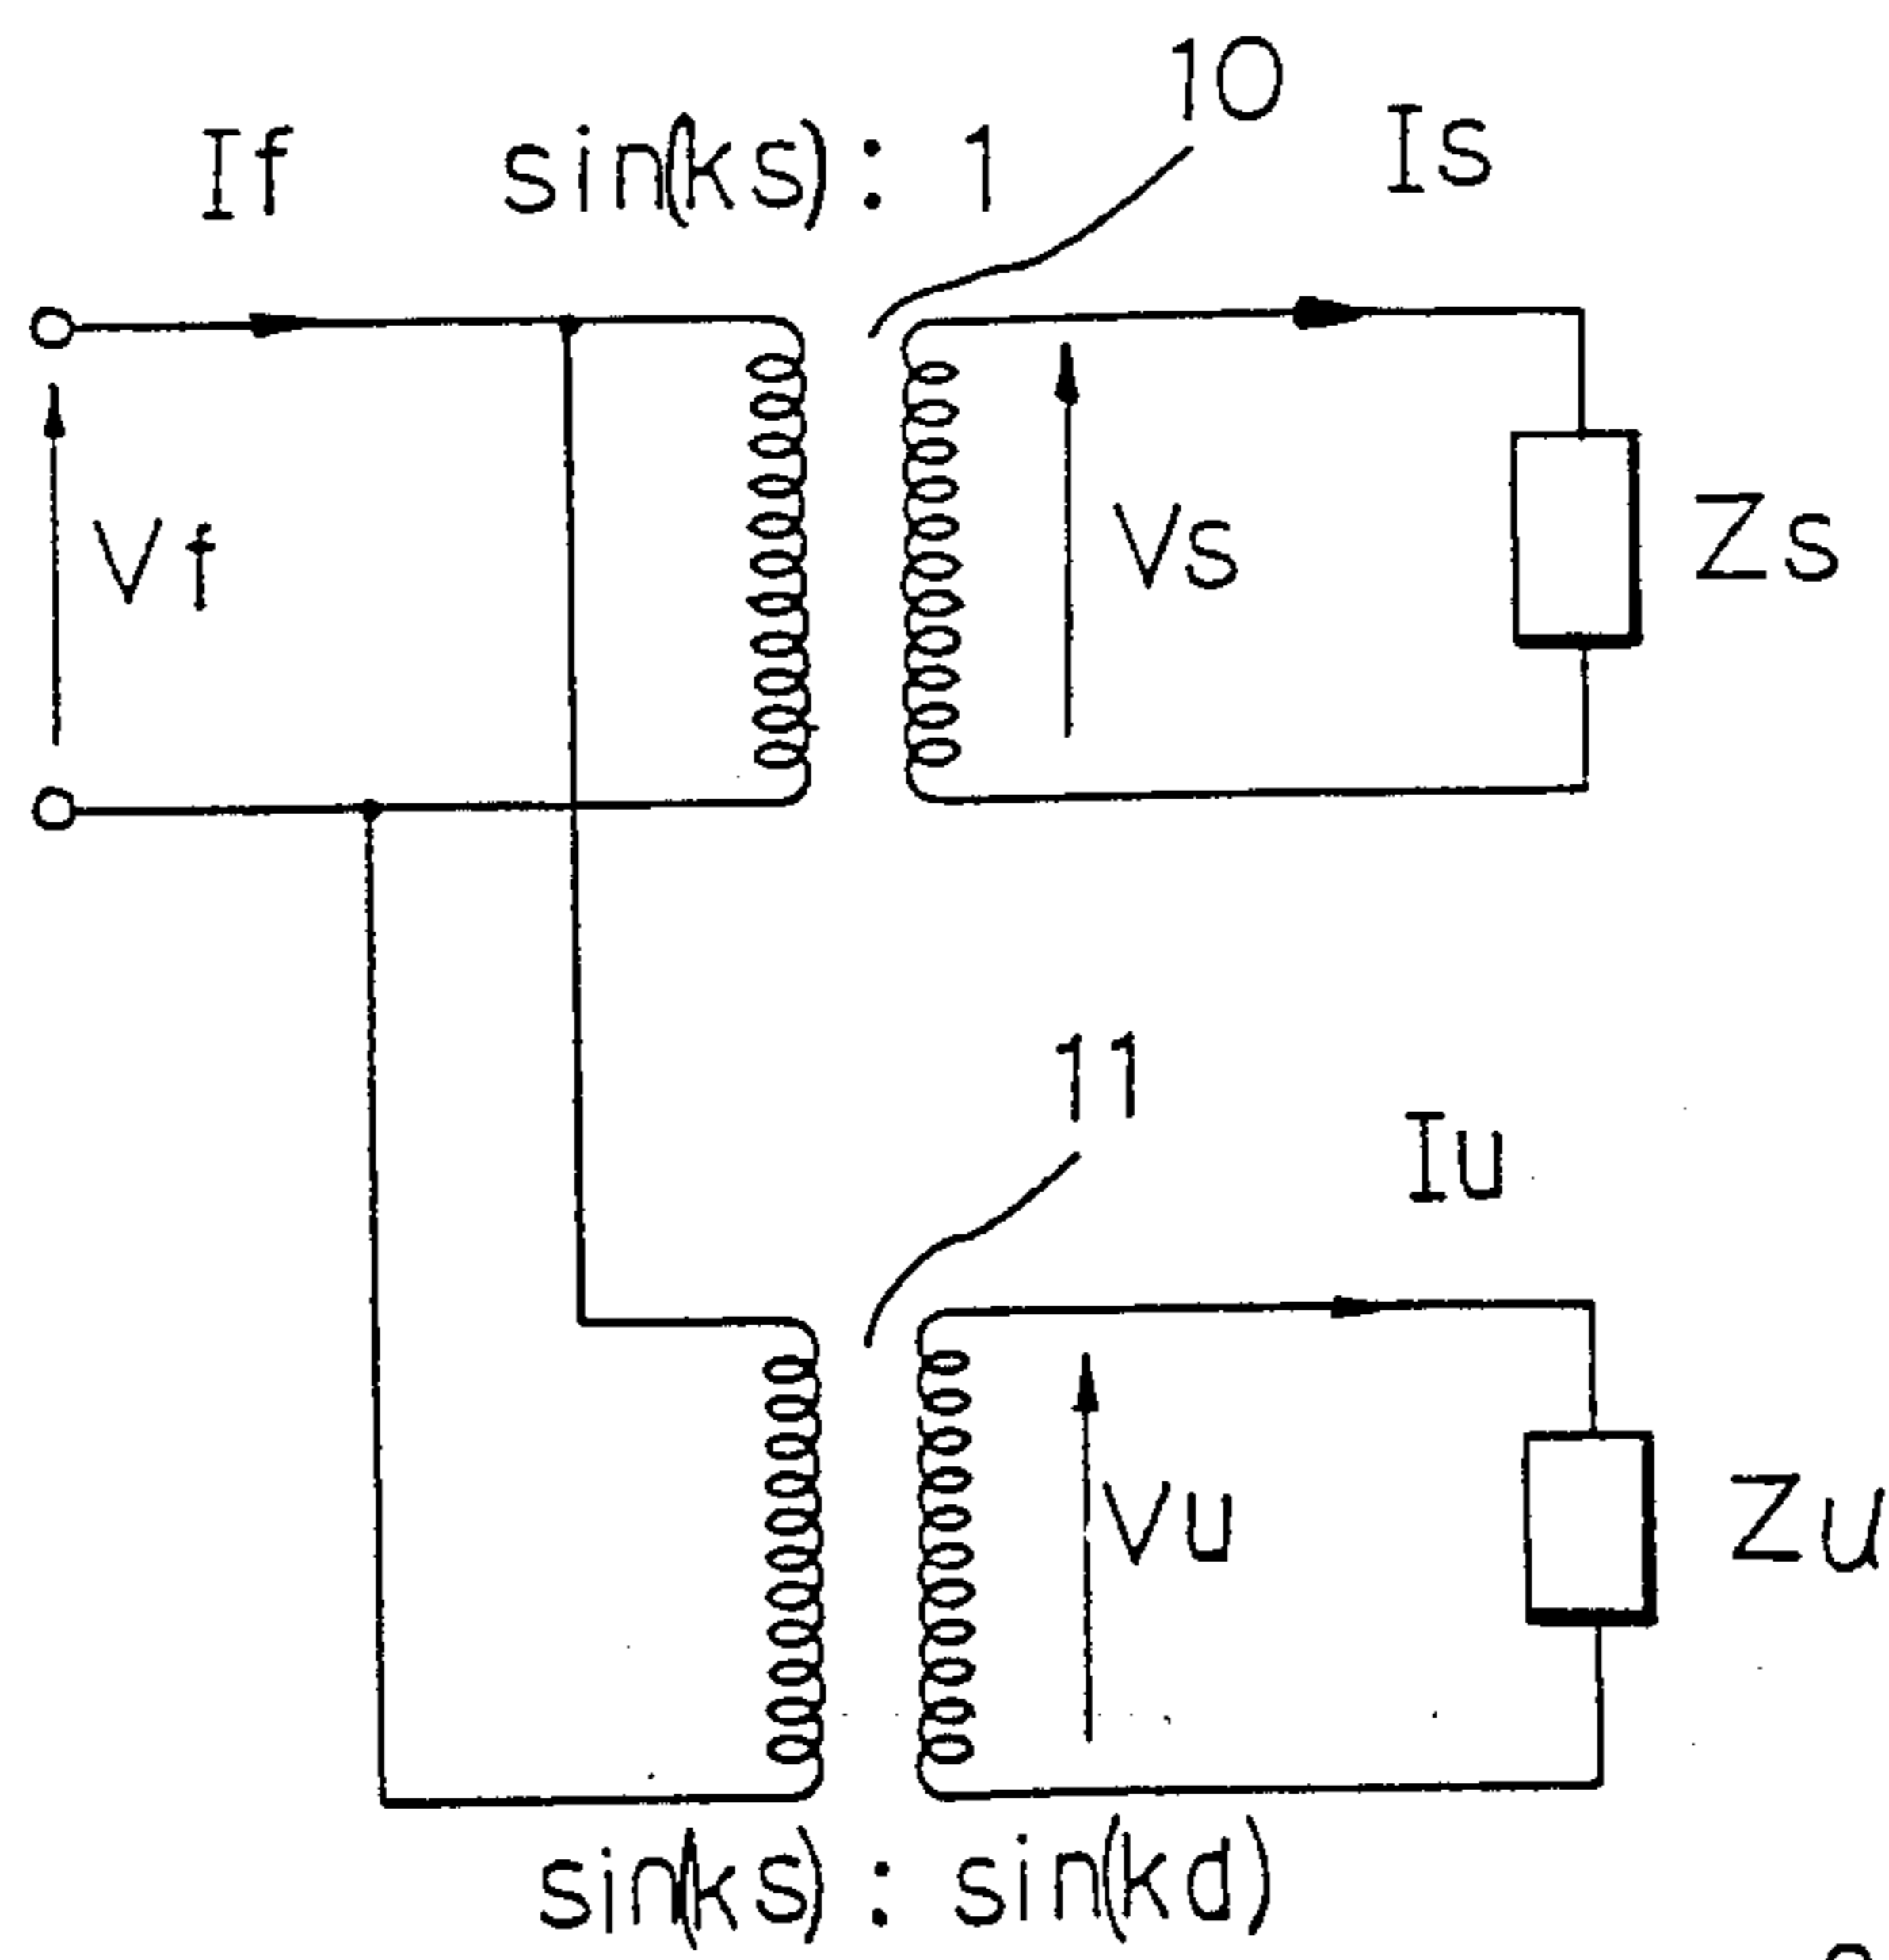 10
If sin(ks): 1 Is
Vf Vs Zs
11
Iu
Vu Zu
sin(ks): sin(kd)